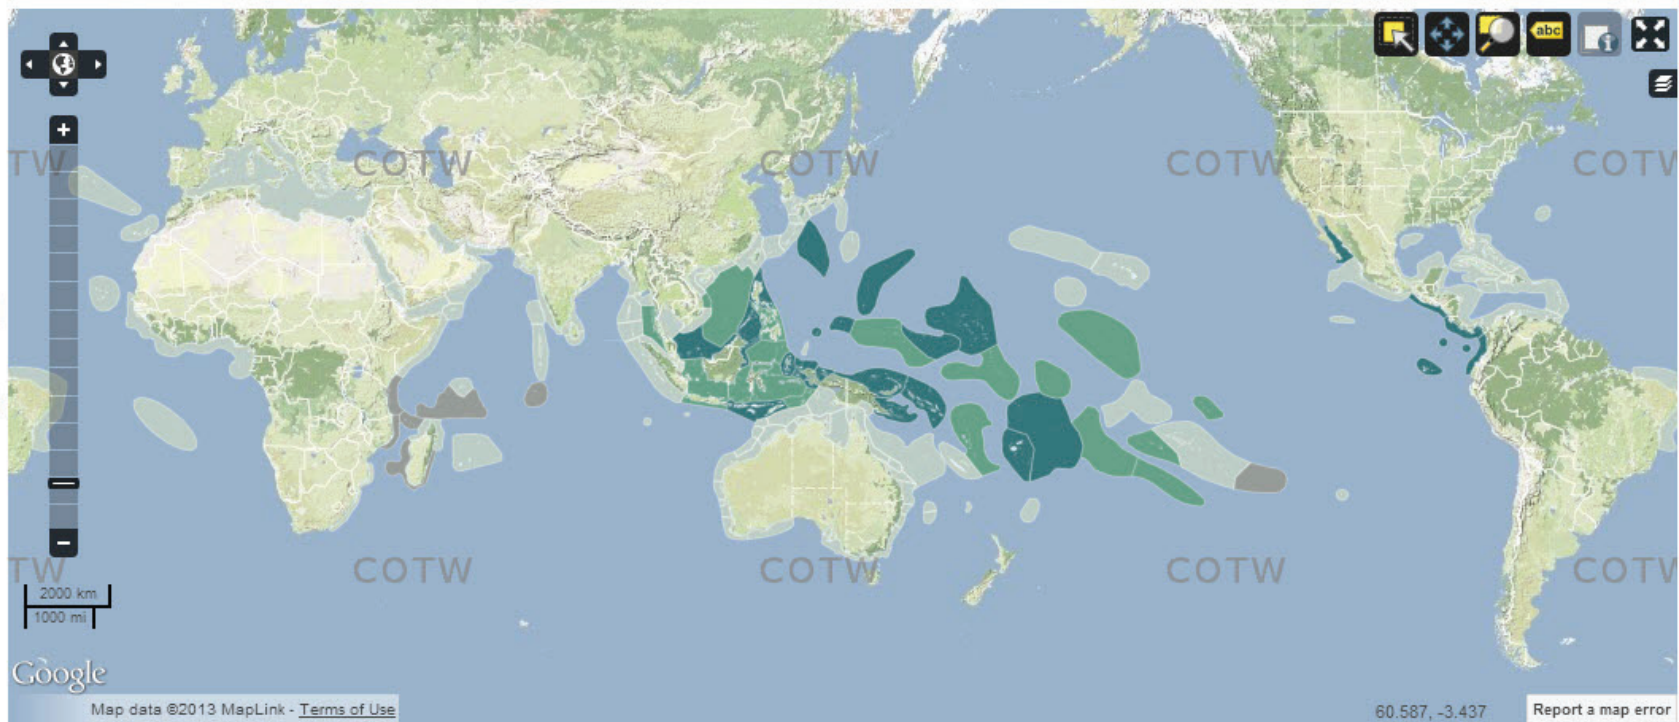 abc
+
TW COTW COTW COTW COTW
−
TW COTW COTW COTW COTW
2000 km
1000 mi
Google
Map data ©2013 MapLink - Terms of Use
60.587, -3.437
Report a map error